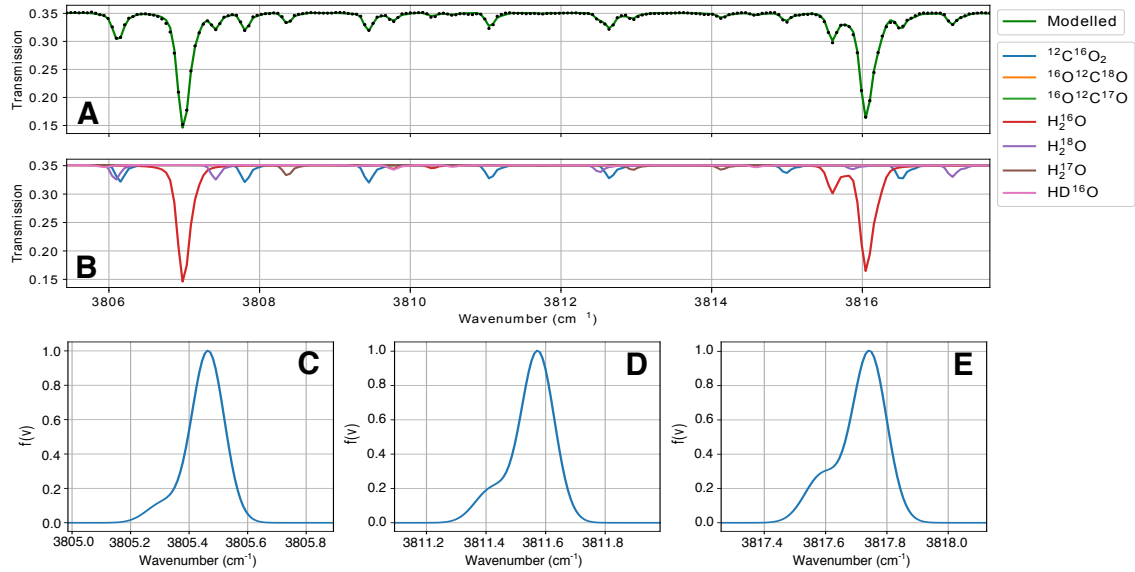 0.35
0.30
0.25
0.20
0.15
Transmission
A
Modelled
¹²C¹⁶O₂
¹⁶O¹²C¹⁸O
¹⁶O¹²C¹⁷O
H₂¹⁶O
H₂¹⁸O
H₂¹⁷O
HD¹⁶O
0.35
0.30
0.25
0.20
0.15
Transmission
B
3806 3808 3810 3812 3814 3816
Wavenumber (cm ⁻¹)
1.0
0.8
0.6
0.4
0.2
0.0
f(v)
C
3805.0 3805.2 3805.4 3805.6 3805.8
Wavenumber (cm⁻¹)
1.0
0.8
0.6
0.4
0.2
0.0
f(v)
D
3811.2 3811.4 3811.6 3811.8
Wavenumber (cm⁻¹)
1.0
0.8
0.6
0.4
0.2
0.0
f(v)
E
3817.4 3817.6 3817.8 3818.0
Wavenumber (cm⁻¹)